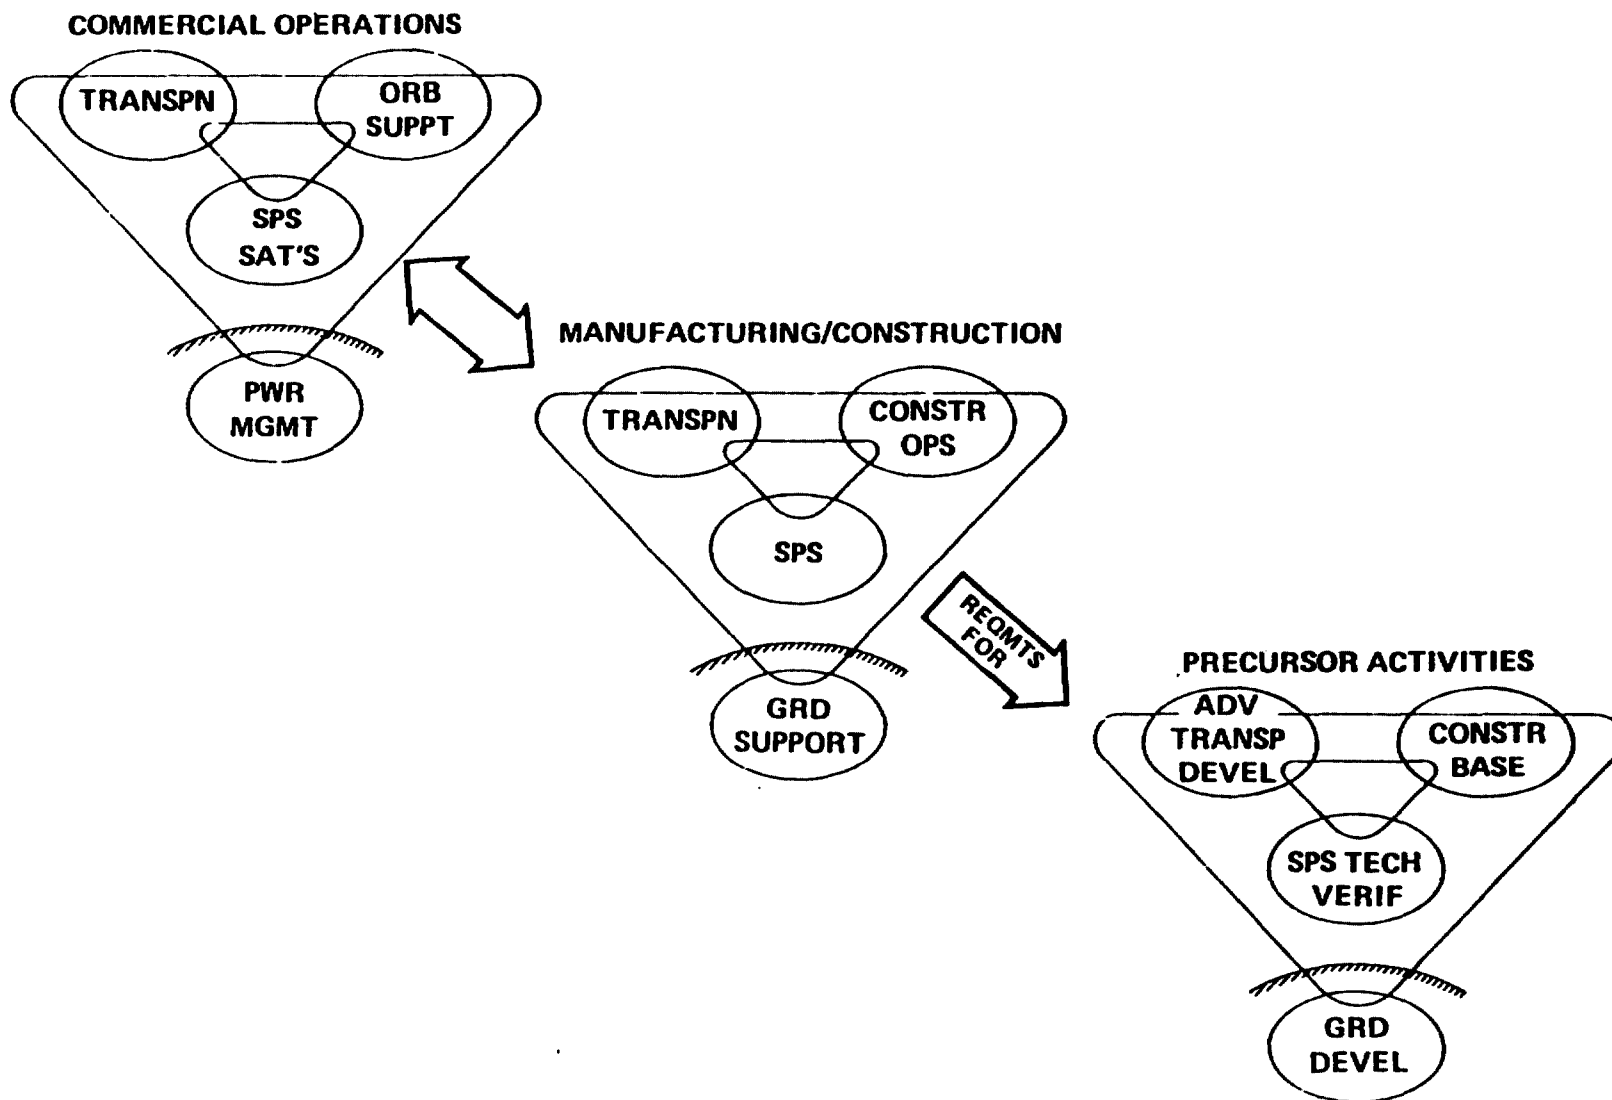 COMMERCIAL OPERATIONS
TRANSPN
ORB
SUPPT
SPS
SAT'S
PWR
MGMT
MANUFACTURING/CONSTRUCTION
TRANSPN
CONSTR
OPS
SPS
GRD
SUPPORT
REQMTS
FOR
PRECURSOR ACTIVITIES
ADV
TRANSP
DEVEL
CONSTR
BASE
SPS TECH
VERIF
GRD
DEVEL